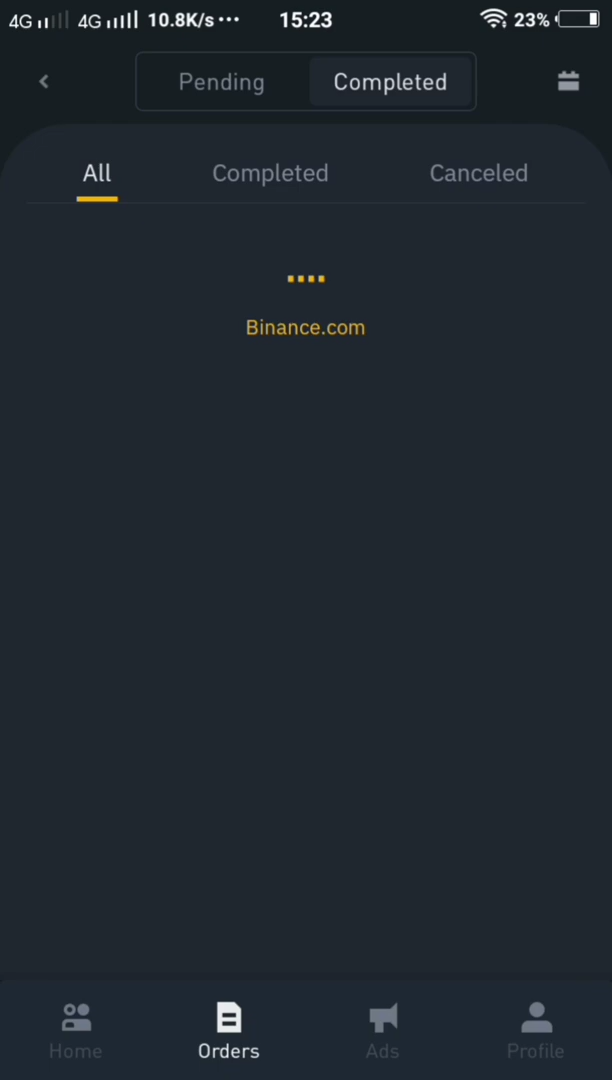 4G 4G 10.8K/s ··· 15:23 23%
Pending Completed
All Completed Canceled
Binance.com
Home Orders Ads Profile